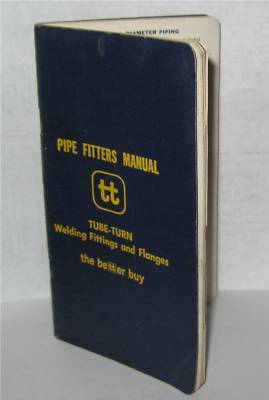 DIAMETER PIPING
PIPE FITTERS MANUAL
tt
TUBE-TURN
Welding Fittings and Flanges
the better buy